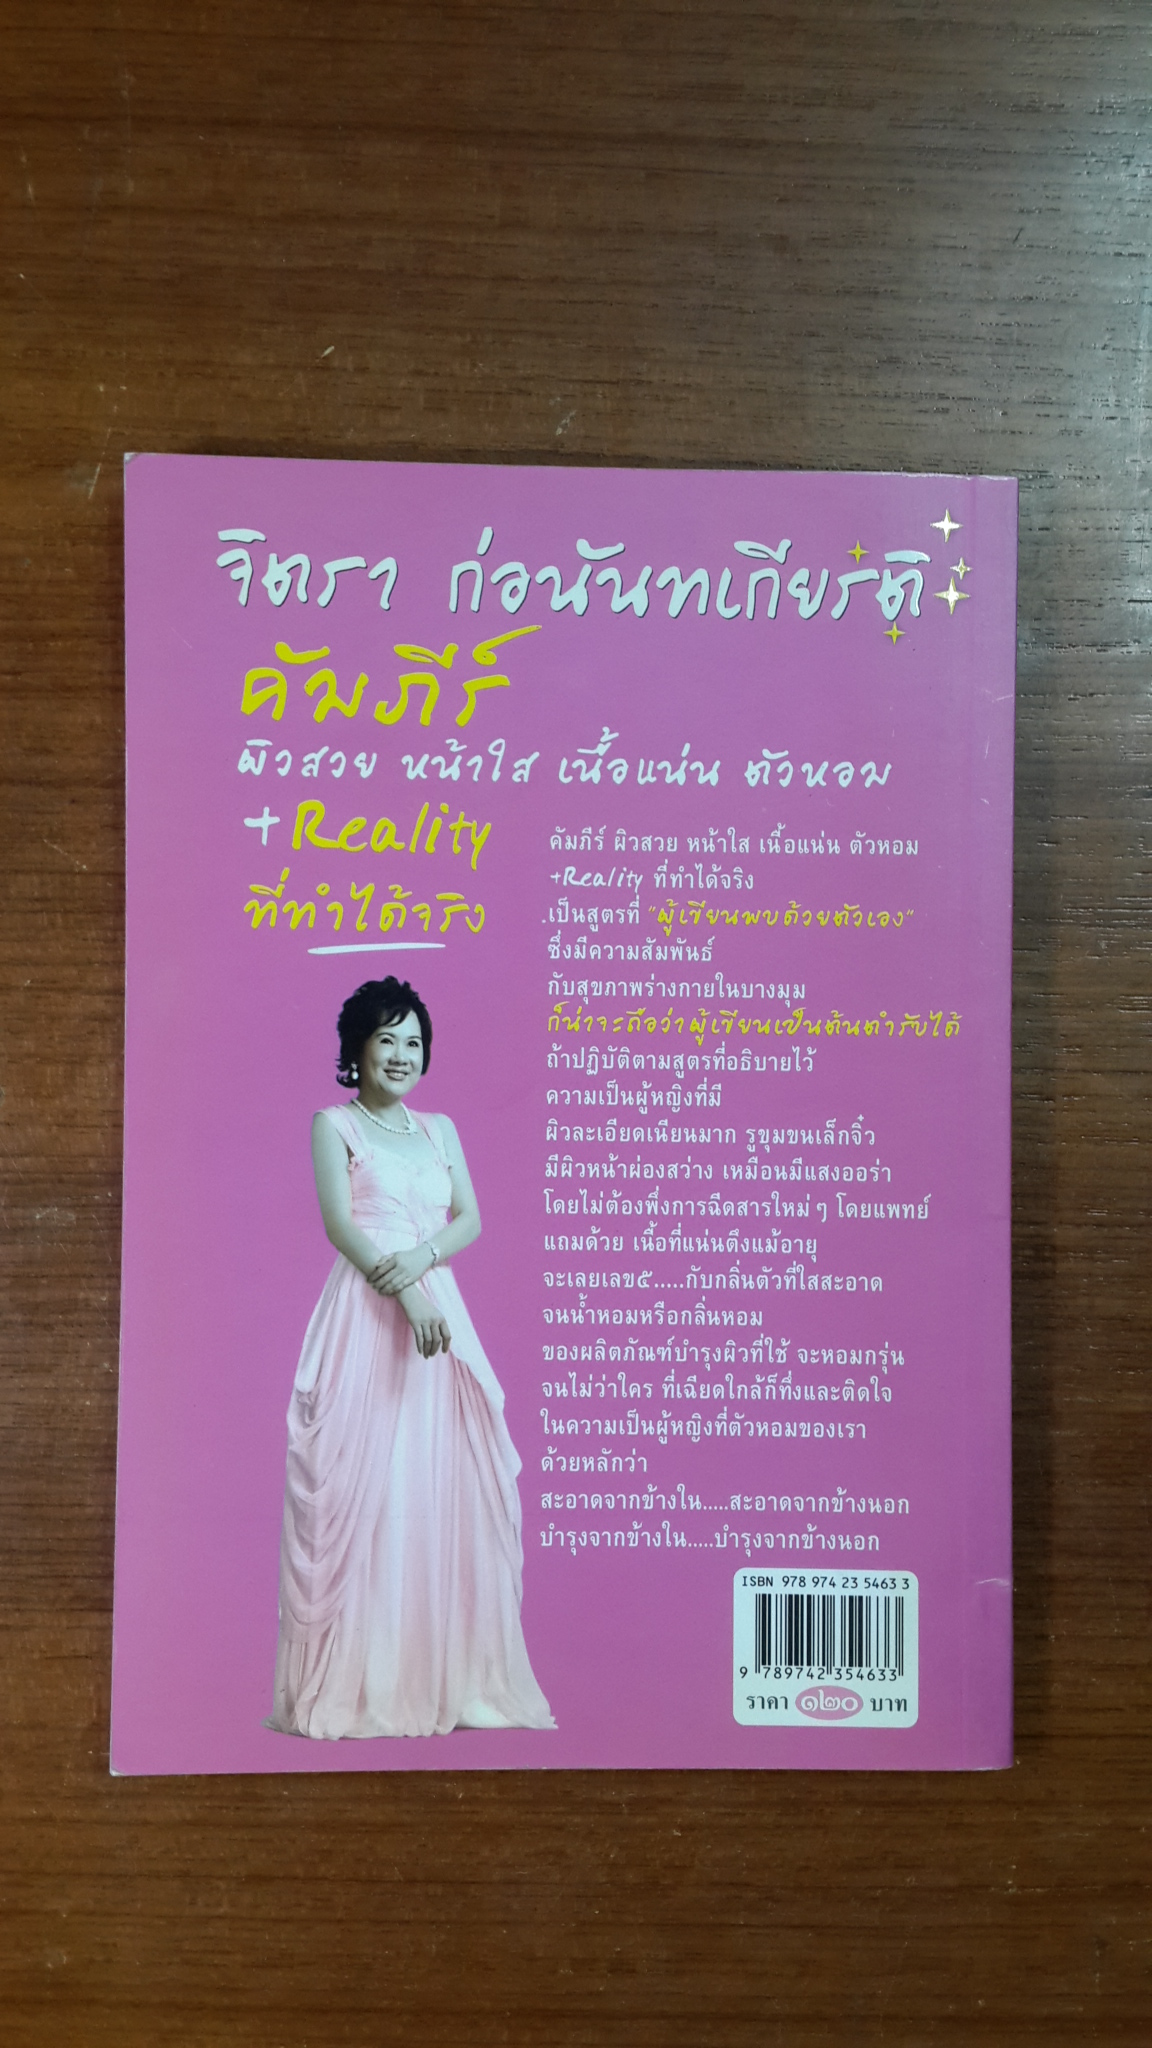 จิตรา ก่อนันทเกียรติ
คัมภีร์
ผิวสวย หน้าใส เนื้อแน่น ตัวหอม
+Reality
ที่ทำได้จริง
คัมภีร์ ผิวสวย หน้าใส เนื้อแน่น ตัวหอม
+Reality ที่ทำได้จริง
.เป็นสูตรที่ "ผู้เขียนพบด้วยตัวเอง"
ซึ่งมีความสัมพันธ์
กับสุขภาพร่างกายในบางมุม
ก็น่าจะถือว่าผู้เขียนเป็นต้นตำรับได้
ถ้าปฏิบัติตามสูตรที่อธิบายไว้
ความเป็นผู้หญิงที่มี
ผิวละเอียดเนียนมาก รูขุมขนเล็กจิ๋ว
มีผิวหน้าผ่องสว่าง เหมือนมีแสงออร่า
โดยไม่ต้องพึ่งการฉีดสารใหม่ๆ โดยแพทย์
แถมด้วย เนื้อที่แน่นตึงแม้อายุ
จะเลยเลข๕.....กับกลิ่นตัวที่ใสสะอาด
จนน้ำหอมหรือกลิ่นหอม
ของผลิตภัณฑ์บำรุงผิวที่ใช้ จะหอมกรุ่น
จนไม่ว่าใคร ที่เฉียดใกล้ก็ทึ่งและติดใจ
ในความเป็นผู้หญิงที่ตัวหอมของเรา
ด้วยหลักว่า
สะอาดจากข้างใน.....สะอาดจากข้างนอก
บำรุงจากข้างใน.....บำรุงจากข้างนอก
ISBN 978 974 23 5463 3
9 789742 354633
ราคา ๑๒๐ บาท